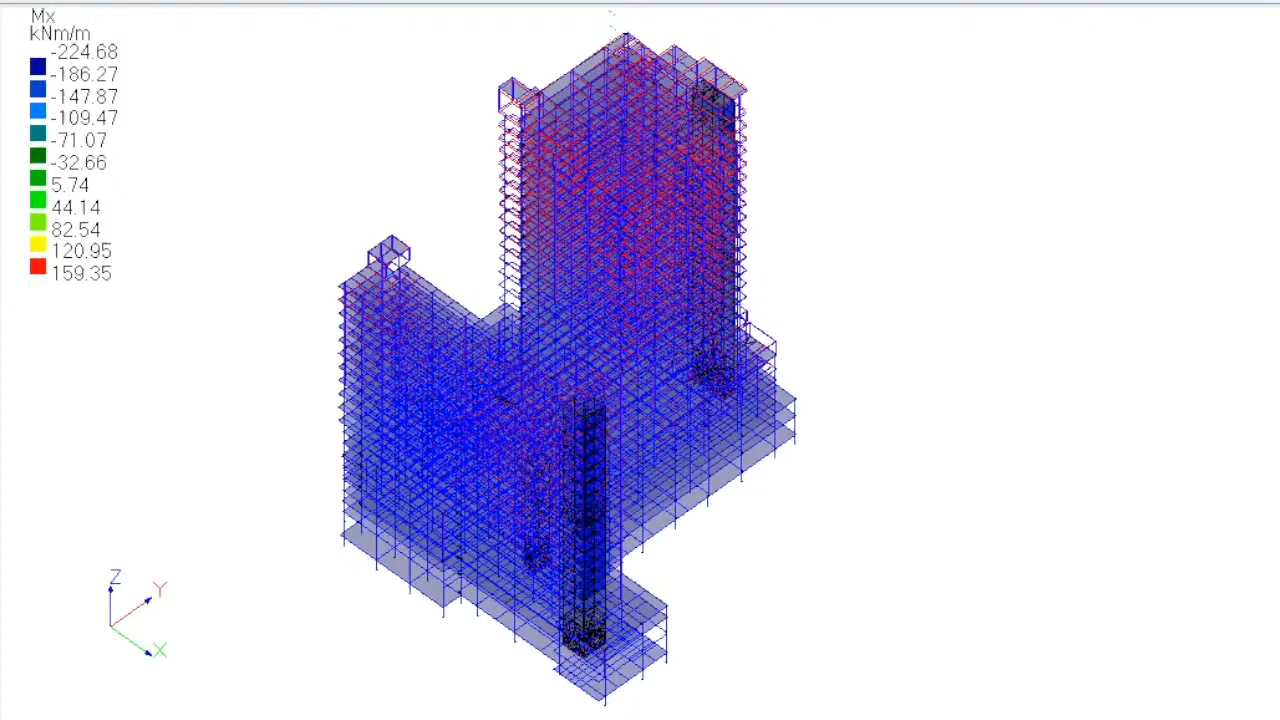 Mx
kNm/m
-224.68
-186.27
-147.87
-109.47
-71.07
-32.66
5.74
44.14
82.54
120.95
159.35
Z
Y
X